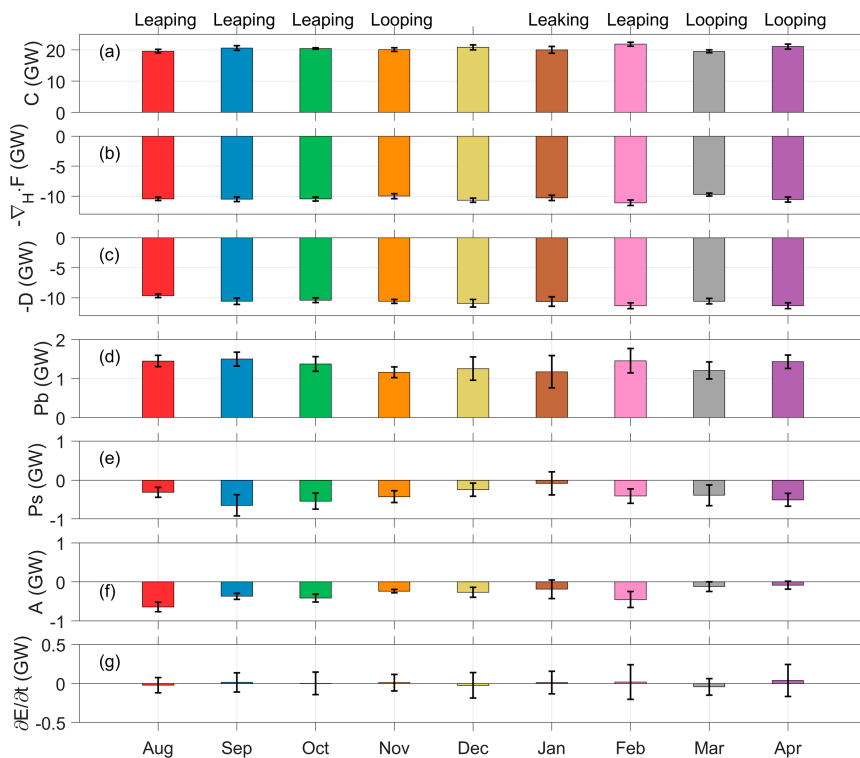 Leaping Leaping Leaping Looping Leaking Leaping Looping Looping
(a)
C (GW)
20
10
0
(b)
-∇H·F (GW)
0
-5
-10
(c)
-D (GW)
0
-5
-10
(d)
Pb (GW)
2
1
0
(e)
Ps (GW)
1
0
-1
(f)
A (GW)
1
0
-1
(g)
∂E/∂t (GW)
0.5
0
-0.5
Aug Sep Oct Nov Dec Jan Feb Mar Apr